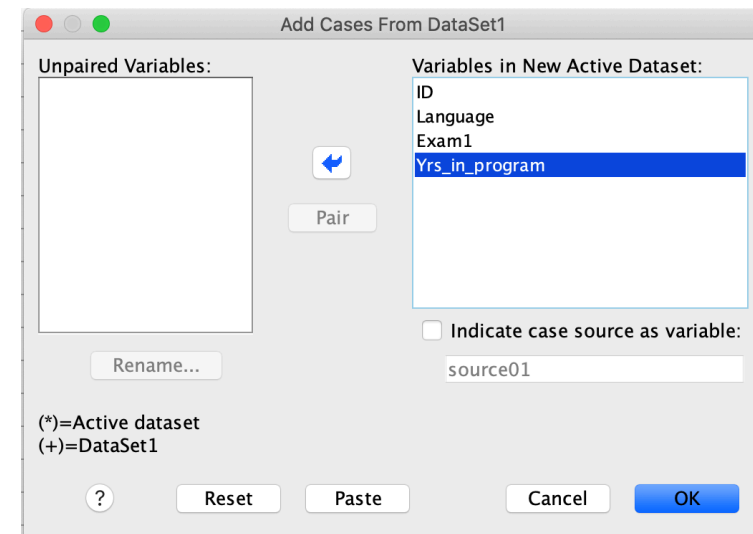 Add Cases From DataSet1
Unpaired Variables:
Variables in New Active Dataset:
ID
Language
Exam1
Yrs_in_program
Pair
Indicate case source as variable:
source01
Rename...
(*)=Active dataset
(+)=DataSet1
?
Reset
Paste
Cancel
OK